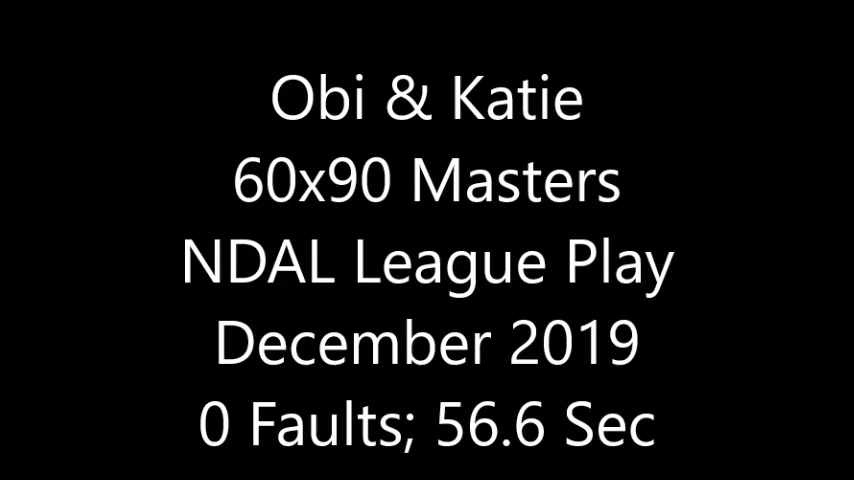 Obi & Katie
60x90 Masters
NDAL League Play
December 2019
0 Faults; 56.6 Sec